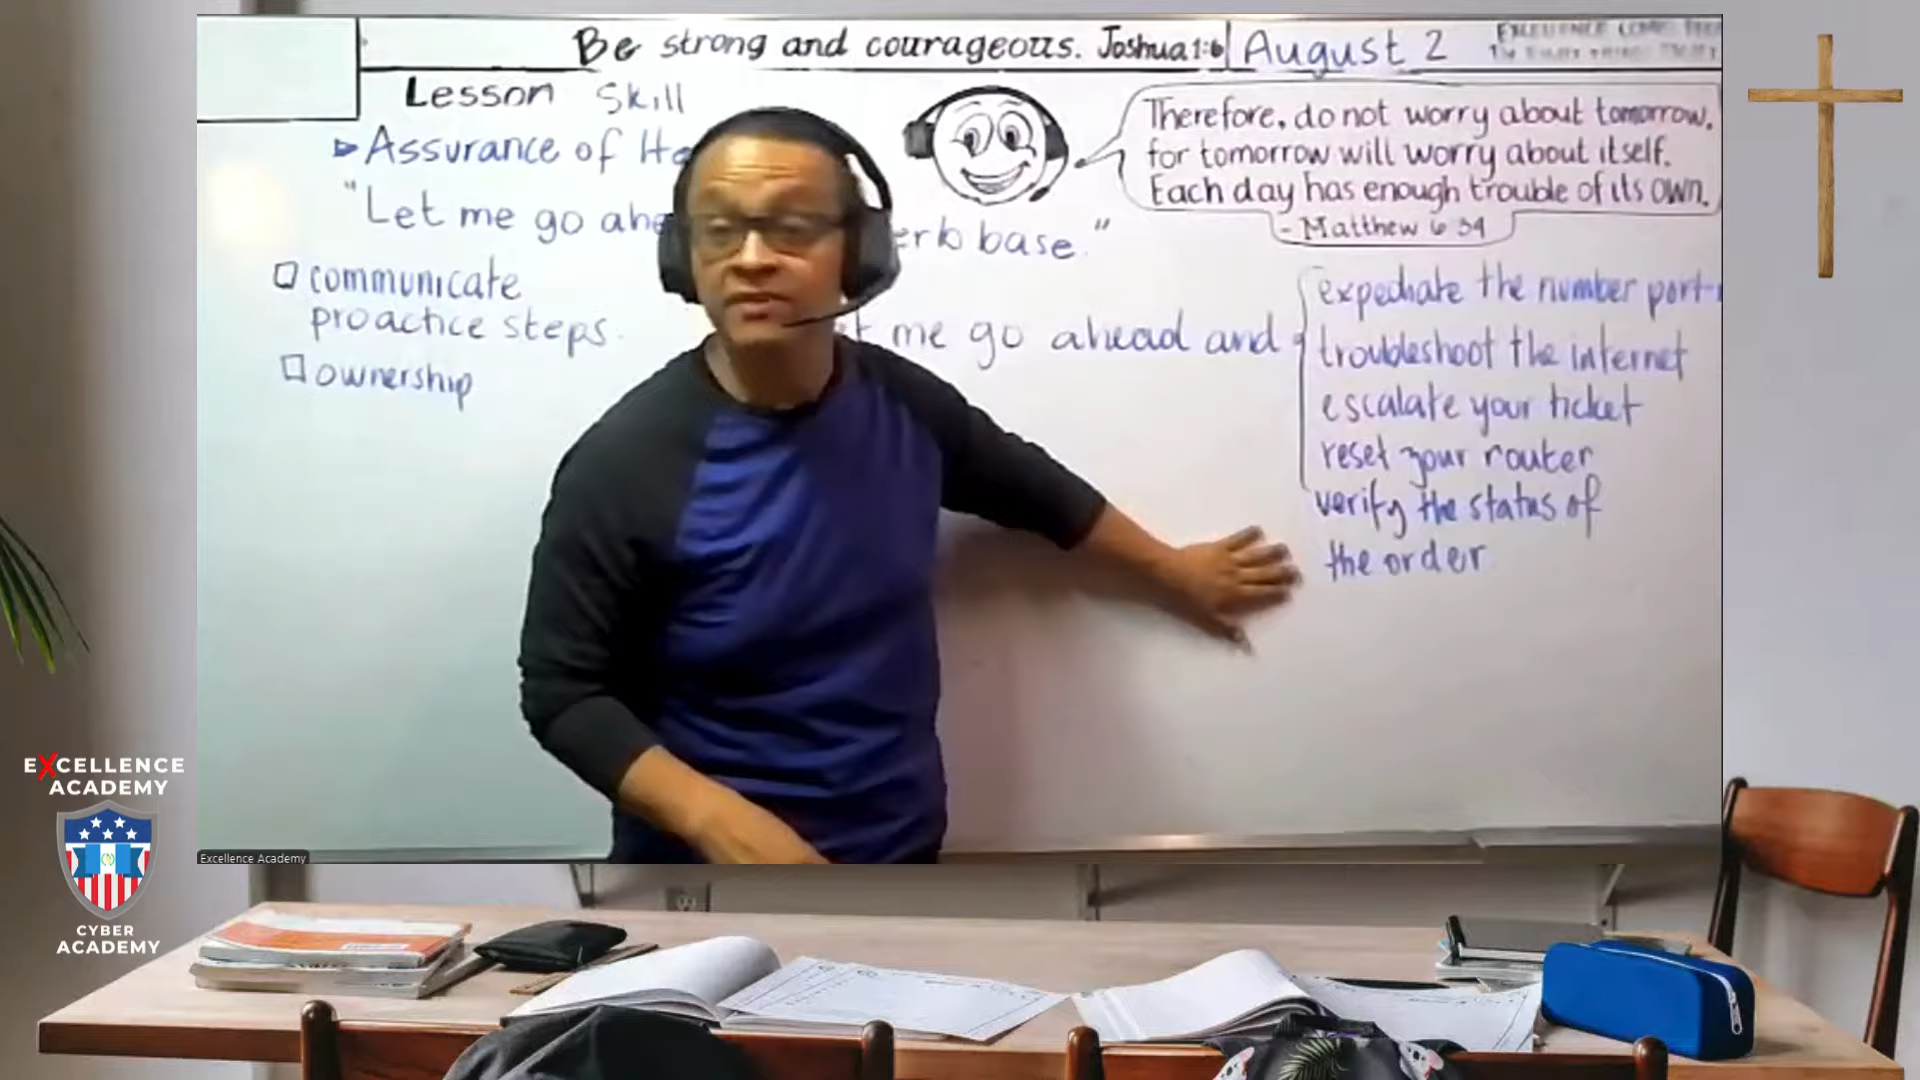 Be strong and courageous. Joshua 1:6
August 2
Lesson Skill
Assurance of
"Let me go
base."
communicate
proactice steps.
ownership
Therefore, do not worry about tomorrow,
for tomorrow will worry about itself.
Each day has enough trouble of its own.
- Matthew 6 34
me go ahead and
expediate the number port
troubleshoot the internet
escalate your ticket
reset your router
verify the status of
the order
Excellence Academy
EXCELLENCE
ACADEMY
CYBER
ACADEMY